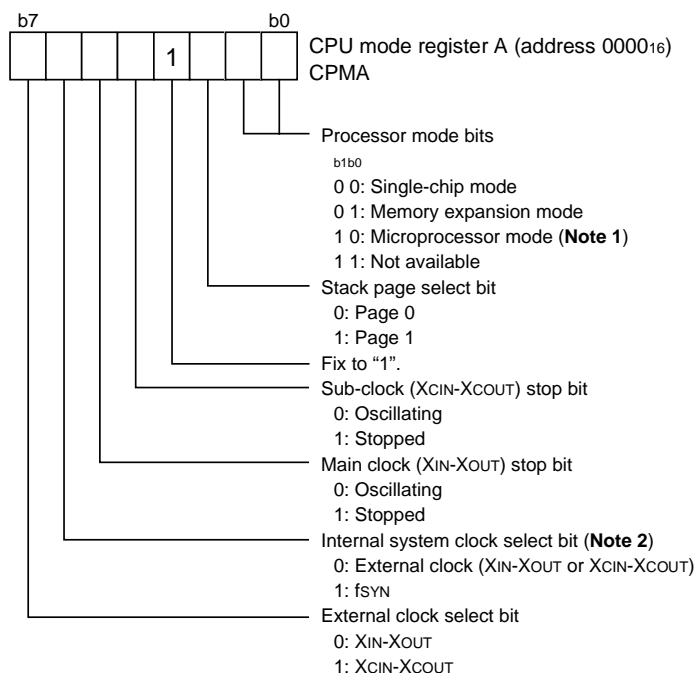 b7 b0
1
CPU mode register A (address 0000₁₆)
CPMA
Processor mode bits
b1b0
0 0: Single-chip mode
0 1: Memory expansion mode
1 0: Microprocessor mode (Note 1)
1 1: Not available
Stack page select bit
0: Page 0
1: Page 1
Fix to “1”.
Sub-clock (XCIN-XCOUT) stop bit
0: Oscillating
1: Stopped
Main clock (XIN-XOUT) stop bit
0: Oscillating
1: Stopped
Internal system clock select bit (Note 2)
0: External clock (XIN-XOUT or XCIN-XCOUT)
1: fSYN
External clock select bit
0: XIN-XOUT
1: XCIN-XCOUT